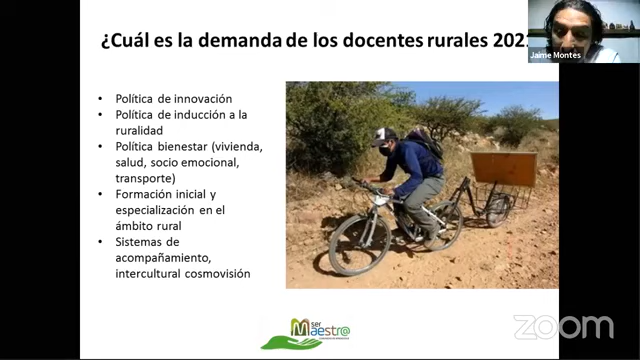 ¿Cuál es la demanda de los docentes rurales 202
Jaime Montes
• Política de innovación
• Política de inducción a la
ruralidad
• Política bienestar (vivienda,
salud, socio emocional,
transporte)
• Formación inicial y
especialización en el
ámbito rural
• Sistemas de
acompañamiento,
intercultural cosmovisión
ser
Maestr@
zoom